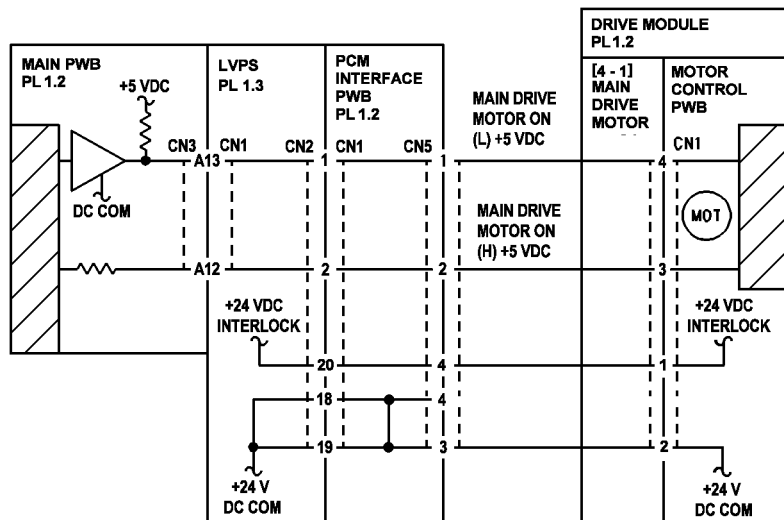 DRIVE MODULE
PL 1.2
MAIN PWB
PL 1.2
LVPS
PL 1.3
PCM
INTERFACE
PWB
PL 1.2
[4 - 1]
MAIN
DRIVE
MOTOR
MOTOR
CONTROL
PWB
+5 VDC
MAIN DRIVE
MOTOR ON
(L) +5 VDC
CN3 CN1 CN2 CN1 CN5 CN1
A13 1 1 4
DC COM
MAIN DRIVE
MOTOR ON
(H) +5 VDC
MOT
A12 2 2 3
+24 VDC
INTERLOCK
+24 VDC
INTERLOCK
20 4 1
18 4
19 3 2
+24 V
DC COM
+24 V
DC COM